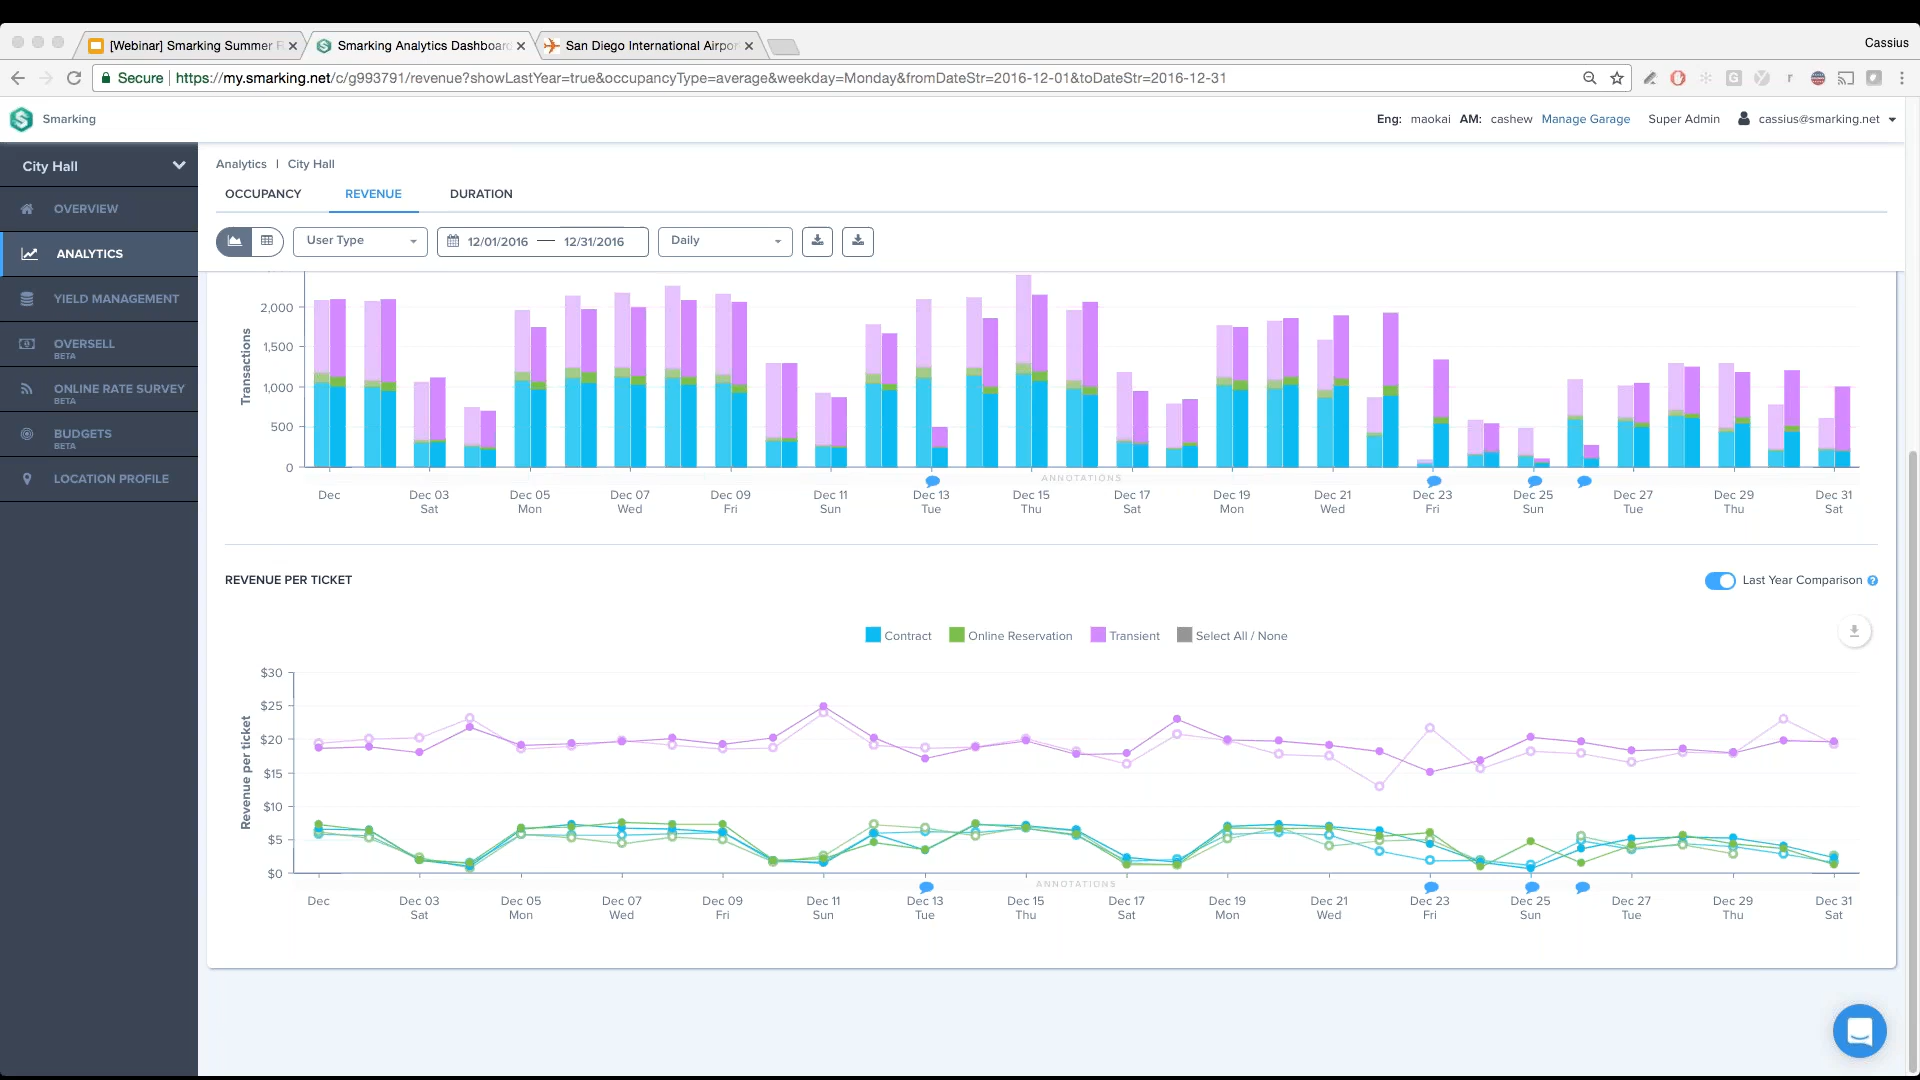 [Webinar] Smarking Summer R
Smarking Analytics Dashboard
San Diego International Airpor
Cassius
Secure | https://my.smarking.net/c/g993791/revenue?showLastYear=true&occupancyType=average&weekday=Monday&fromDateStr=2016-12-01&toDateStr=2016-12-31
Smarking
Eng: maokai AM: cashew Manage Garage Super Admin cassius@smarking.net
City Hall
OVERVIEW
ANALYTICS
YIELD MANAGEMENT
OVERSELL
BETA
ONLINE RATE SURVEY
BETA
BUDGETS
BETA
LOCATION PROFILE
Analytics | City Hall
OCCUPANCY REVENUE DURATION
User Type 12/01/2016 — 12/31/2016 Daily
Transactions
2,000
1,500
1,000
500
0
ANNOTATIONS
Dec Dec 03 Dec 05 Dec 07 Dec 09 Dec 11 Dec 13 Dec 15 Dec 17 Dec 19 Dec 21 Dec 23 Dec 25 Dec 27 Dec 29 Dec 31
Sat Mon Wed Fri Sun Tue Thu Sat Mon Wed Fri Sun Tue Thu Sat
REVENUE PER TICKET
Last Year Comparison ?
Contract Online Reservation Transient Select All / None
Revenue per ticket
$30
$25
$20
$15
$10
$5
$0
ANNOTATIONS
Dec Dec 03 Dec 05 Dec 07 Dec 09 Dec 11 Dec 13 Dec 15 Dec 17 Dec 19 Dec 21 Dec 23 Dec 25 Dec 27 Dec 29 Dec 31
Sat Mon Wed Fri Sun Tue Thu Sat Mon Wed Fri Sun Tue Thu Sat